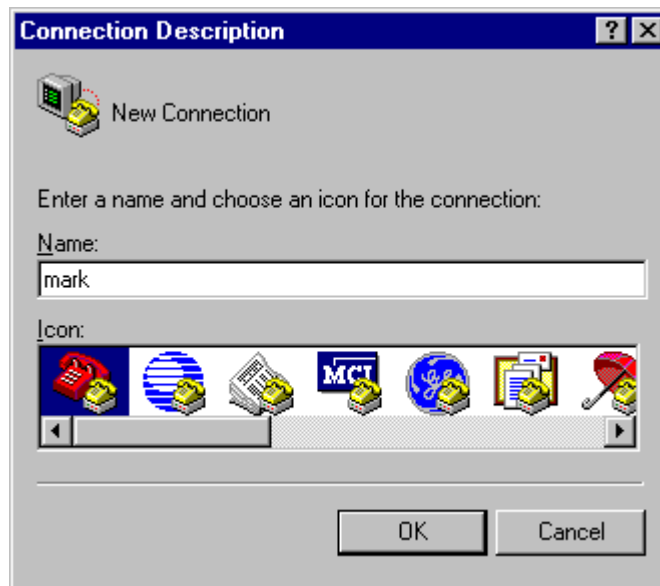 Connection Description
New Connection
Enter a name and choose an icon for the connection:
Name:
mark
Icon:
MCI
OK Cancel